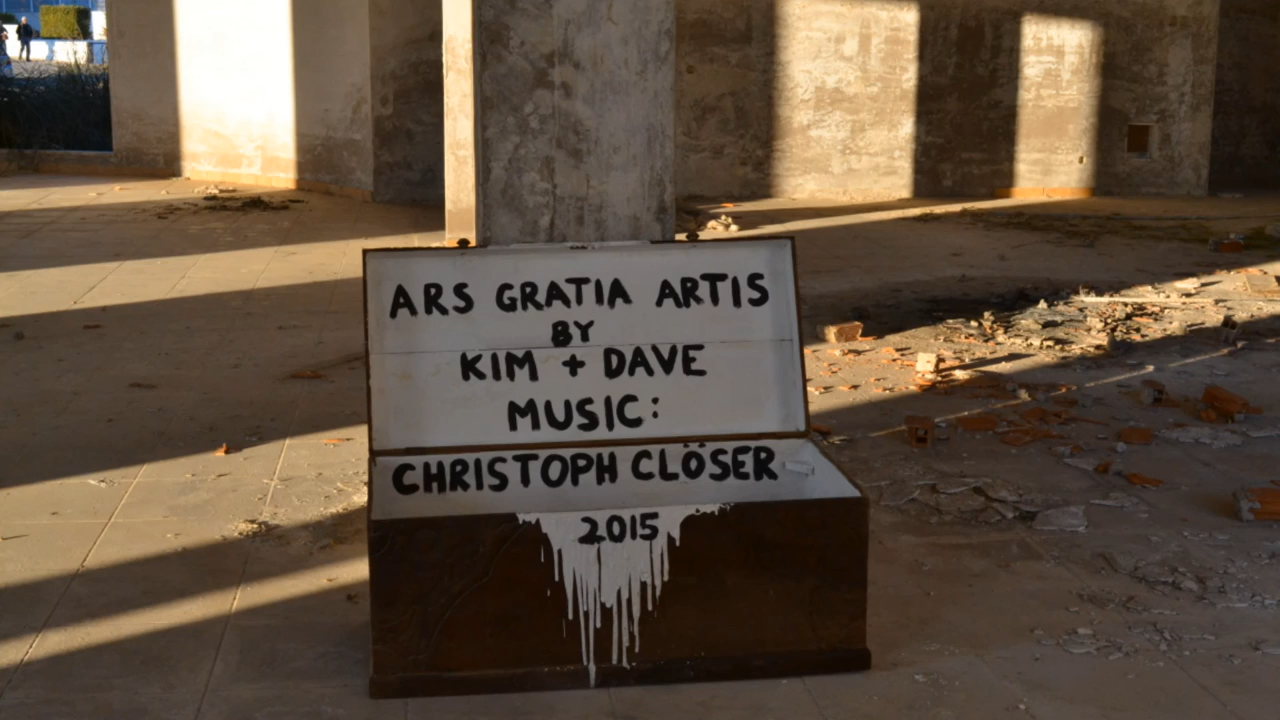 ARS GRATIA ARTIS
BY
KIM + DAVE
MUSIC:
CHRISTOPH CLÖSER
2015